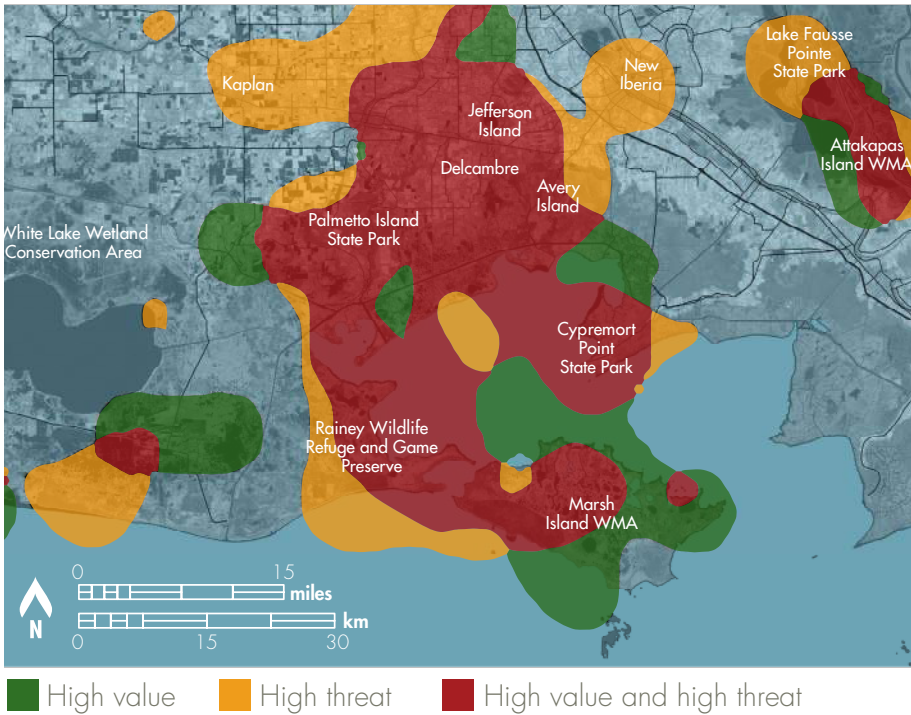 Lake Fausse
Pointe
State Park
New
Iberia
Kaplan
Jefferson
Island
Attakapas
Island WMA
Delcambre
Avery
Island
Palmetto Island
State Park
White Lake Wetland
Conservation Area
Cypremort
Point
State Park
Rainey Wildlife
Refuge and Game
Preserve
Marsh
Island WMA
0 15
miles
km
0 15 30
N
High value
High threat
High value and high threat